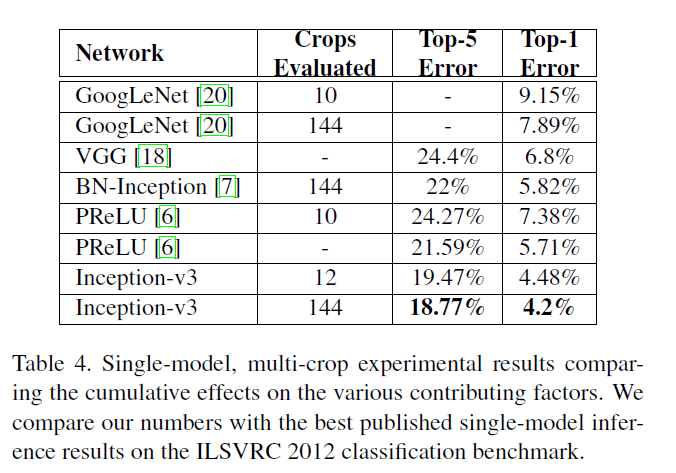 Network Crops Evaluated Top-5 Error Top-1 Error
GoogLeNet [20] 10 - 9.15%
GoogLeNet [20] 144 - 7.89%
VGG [18] - 24.4% 6.8%
BN-Inception [7] 144 22% 5.82%
PReLU [6] 10 24.27% 7.38%
PReLU [6] - 21.59% 5.71%
Inception-v3 12 19.47% 4.48%
Inception-v3 144 18.77% 4.2%
Table 4. Single-model, multi-crop experimental results compar-
ing the cumulative effects on the various contributing factors. We
compare our numbers with the best published single-model infer-
ence results on the ILSVRC 2012 classification benchmark.